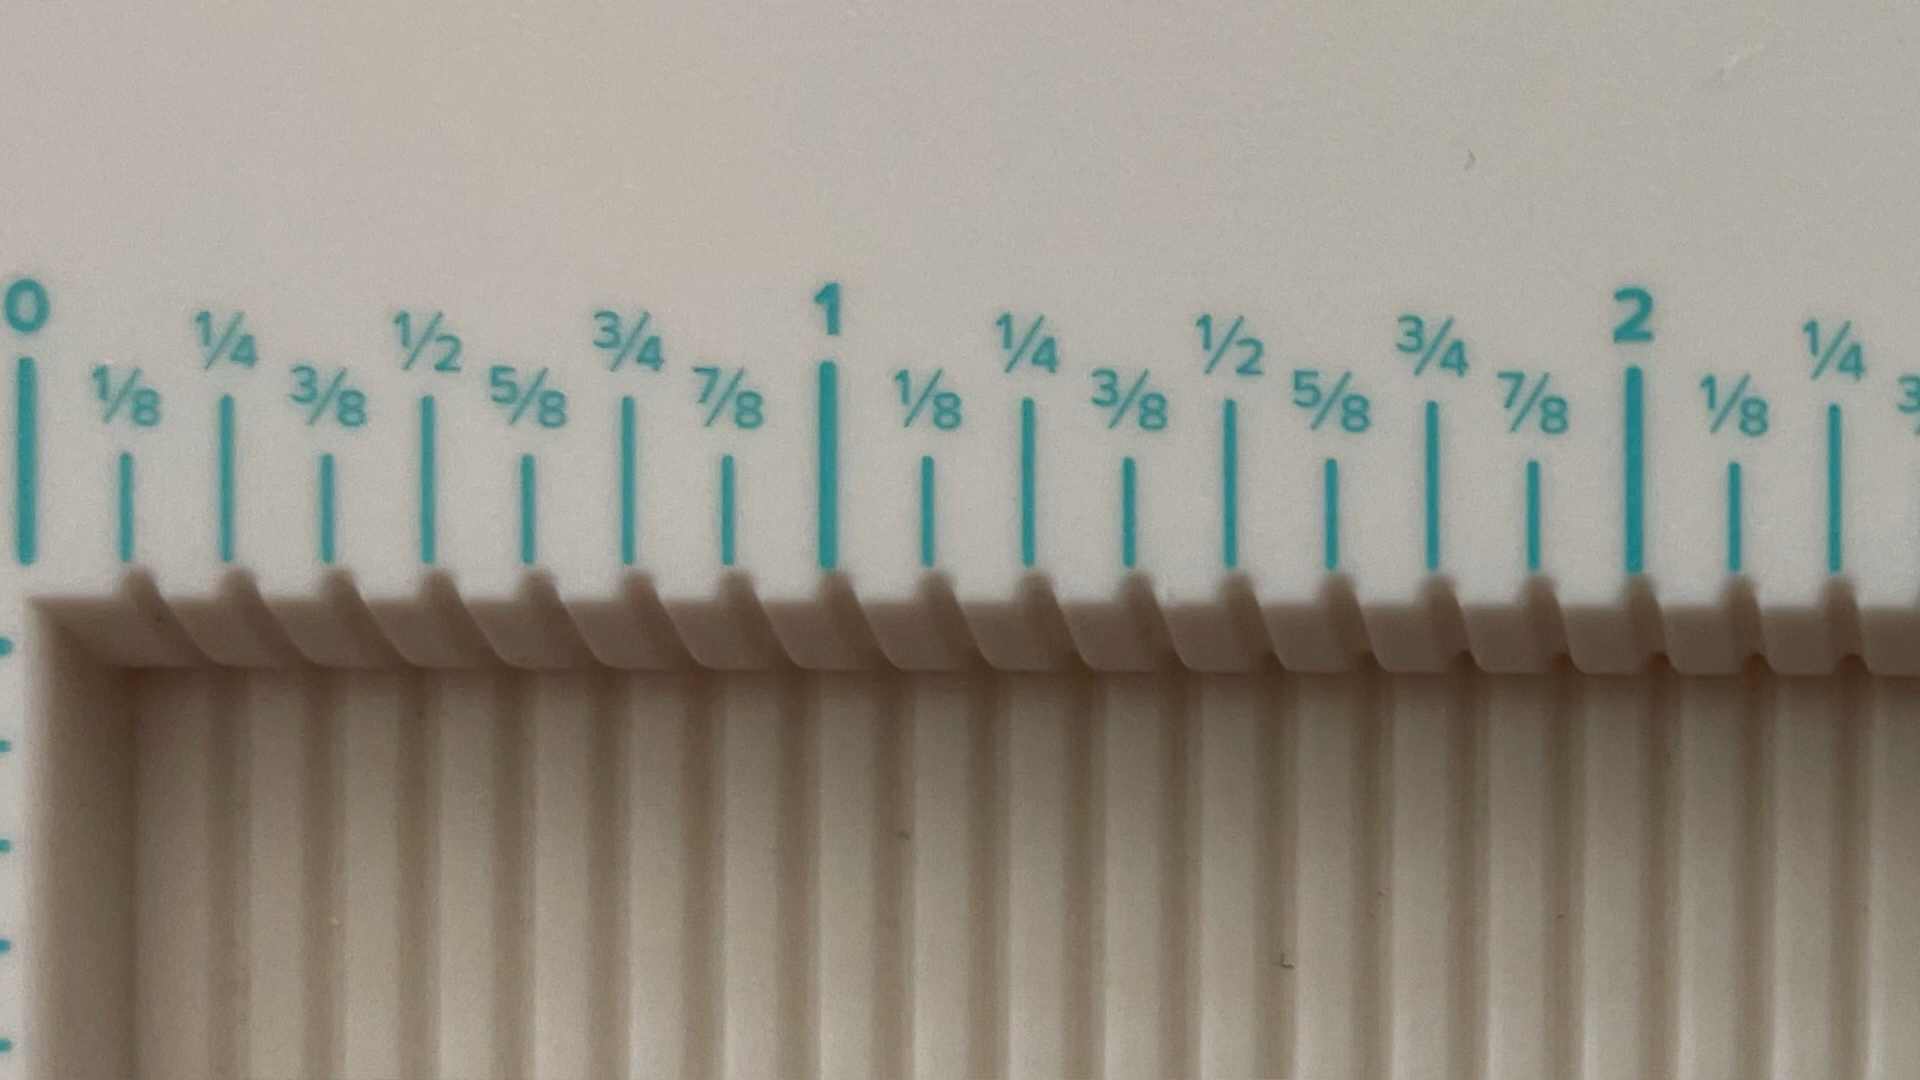 0 ⅛ ¼ ⅜ ½ ⅝ ¾ ⅞ 1 ⅛ ¼ ⅜ ½ ⅝ ¾ ⅞ 2 ⅛ ¼